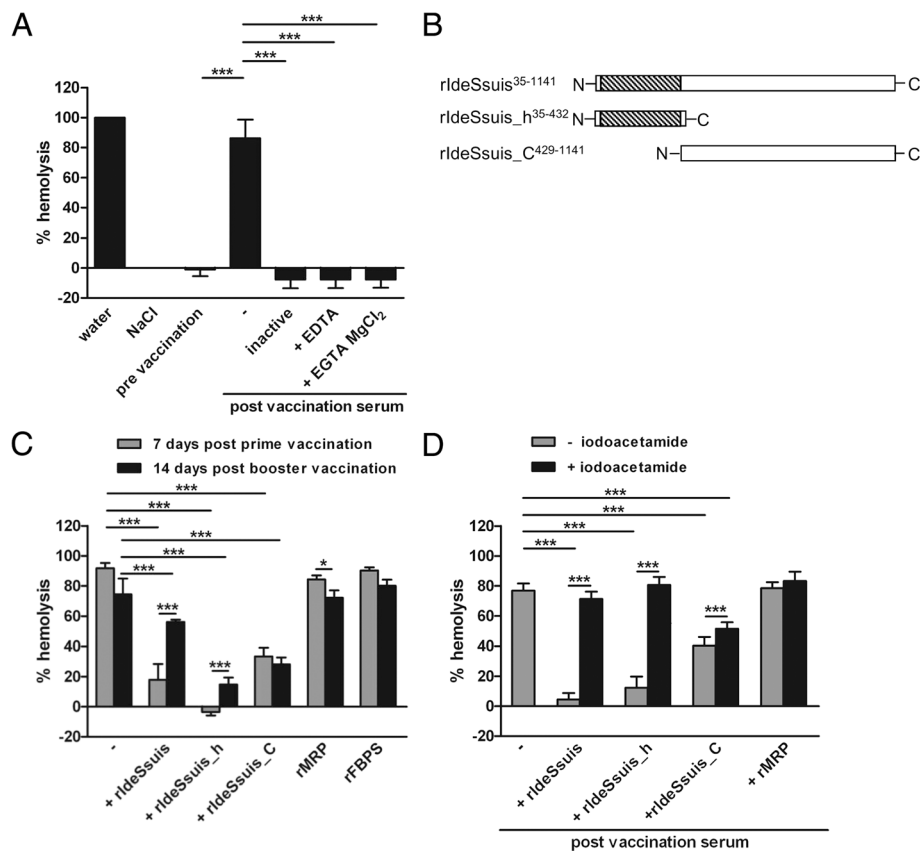 A
***
***
***
***
120
100
80
60
40
20
0
-20
% hemolysis
water
NaCl
pre vaccination
-
inactive
+ EDTA
+ EGTA MgCl2
post vaccination serum
B
rIdeSsuis35-1141 N C
rIdeSsuis_h35-432 N C
rIdeSsuis_C429-1141 N C
C
7 days post prime vaccination
14 days post booster vaccination
***
***
***
***
***
***
***
***
*
120
100
80
60
40
20
0
-20
% hemolysis
-
+ rIdeSsuis
+ rIdeSsuis_h
+ rIdeSsuis_C
rMRP
rFBPS
D
- iodoacetamide
+ iodoacetamide
***
***
***
***
***
***
***
120
100
80
60
40
20
0
-20
% hemolysis
-
+ rIdeSsuis
+ rIdeSsuis_h
+rIdeSsuis_C
+ rMRP
post vaccination serum